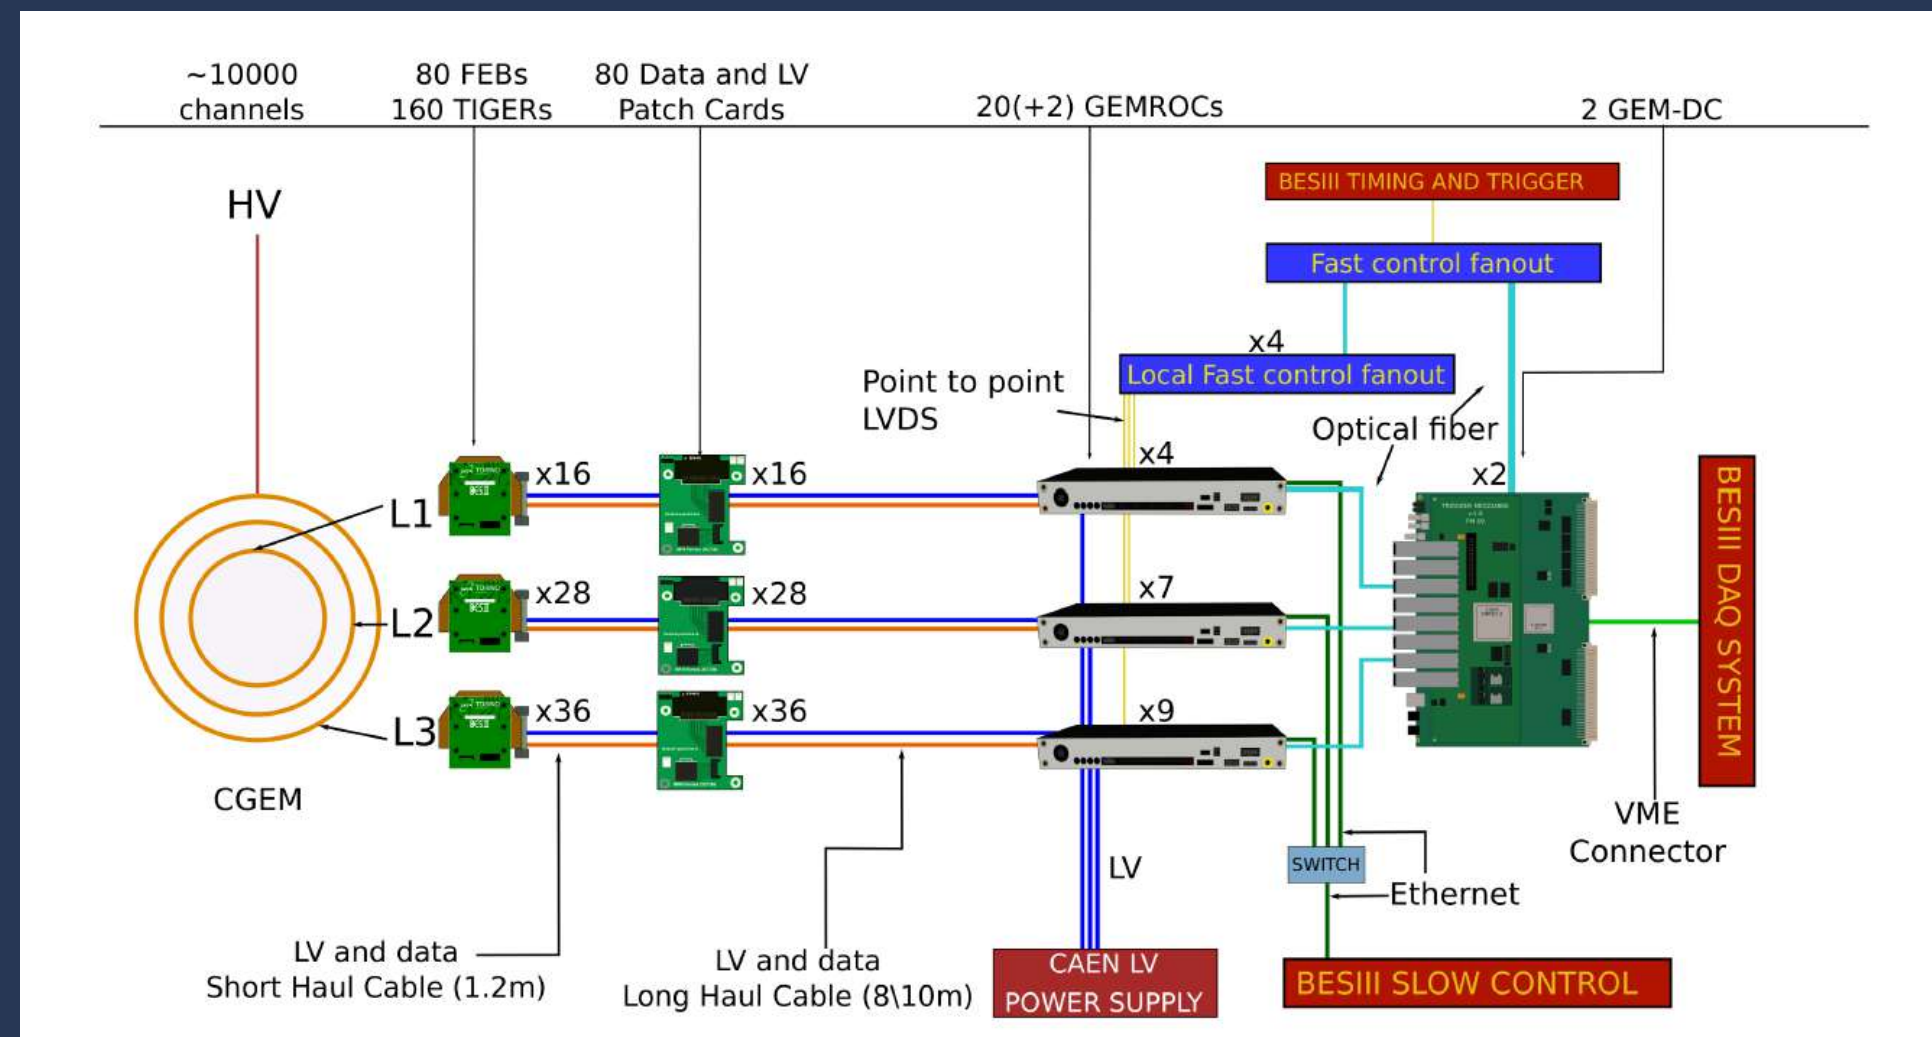 ~10000
channels
80 FEBs
160 TIGERs
80 Data and LV
Patch Cards
20(+2) GEMROCs
2 GEM-DC
BESIII TIMING AND TRIGGER
HV
Fast control fanout
x4
Local Fast control fanout
Point to point
LVDS
Optical fiber
x4
x16
x16
x2
L1
x28
x28
x7
L2
x36
x36
x9
L3
BESIII DAQ SYSTEM
CGEM
VME
Connector
LV
SWITCH
Ethernet
LV and data
Short Haul Cable (1.2m)
LV and data
Long Haul Cable (8\10m)
CAEN LV
POWER SUPPLY
BESIII SLOW CONTROL